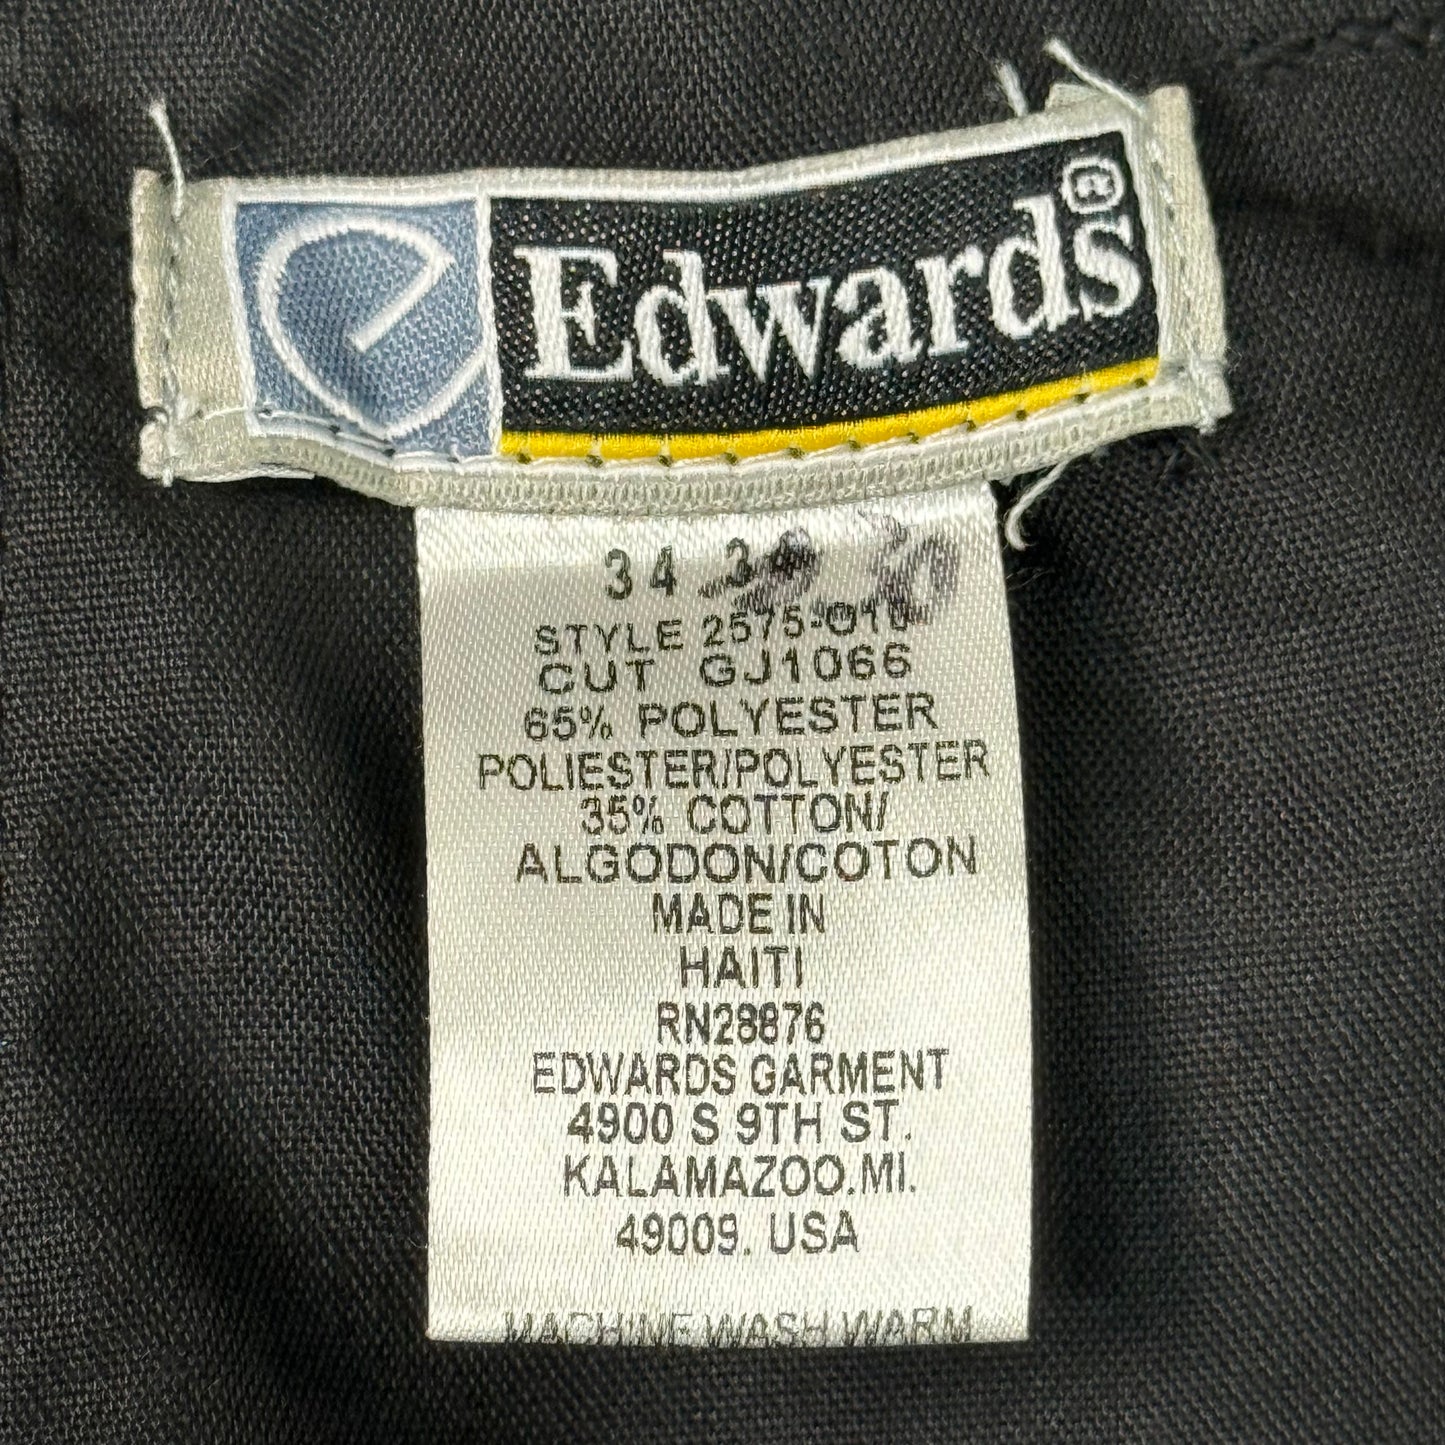 Edwards®
34 34
STYLE 2575-010
CUT GJ1066
65% POLYESTER
POLIESTER/POLYESTER
35% COTTON/
ALGODON/COTON
MADE IN
HAITI
RN28876
EDWARDS GARMENT
4900 S 9TH ST.
KALAMAZOO.MI.
49009. USA
MACHINE WASH WARM